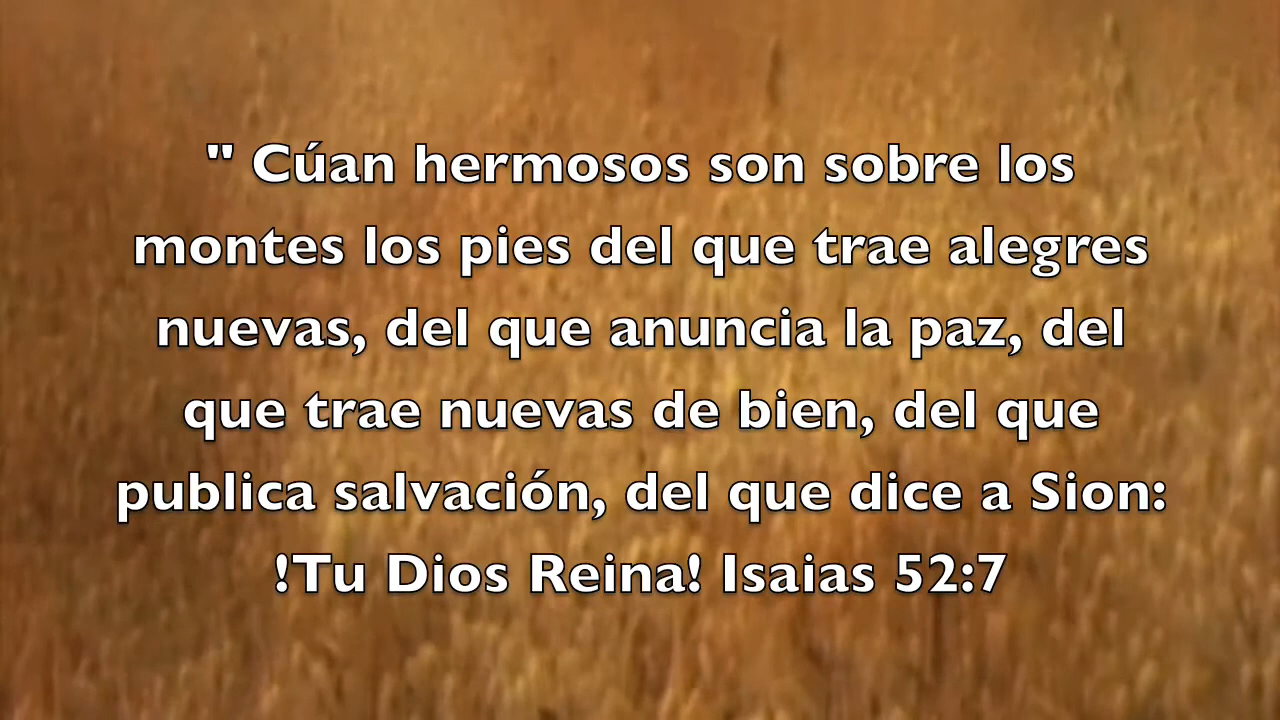 " Cúan hermosos son sobre los
montes los pies del que trae alegres
nuevas, del que anuncia la paz, del
que trae nuevas de bien, del que
publica salvación, del que dice a Sion:
!Tu Dios Reina! Isaias 52:7